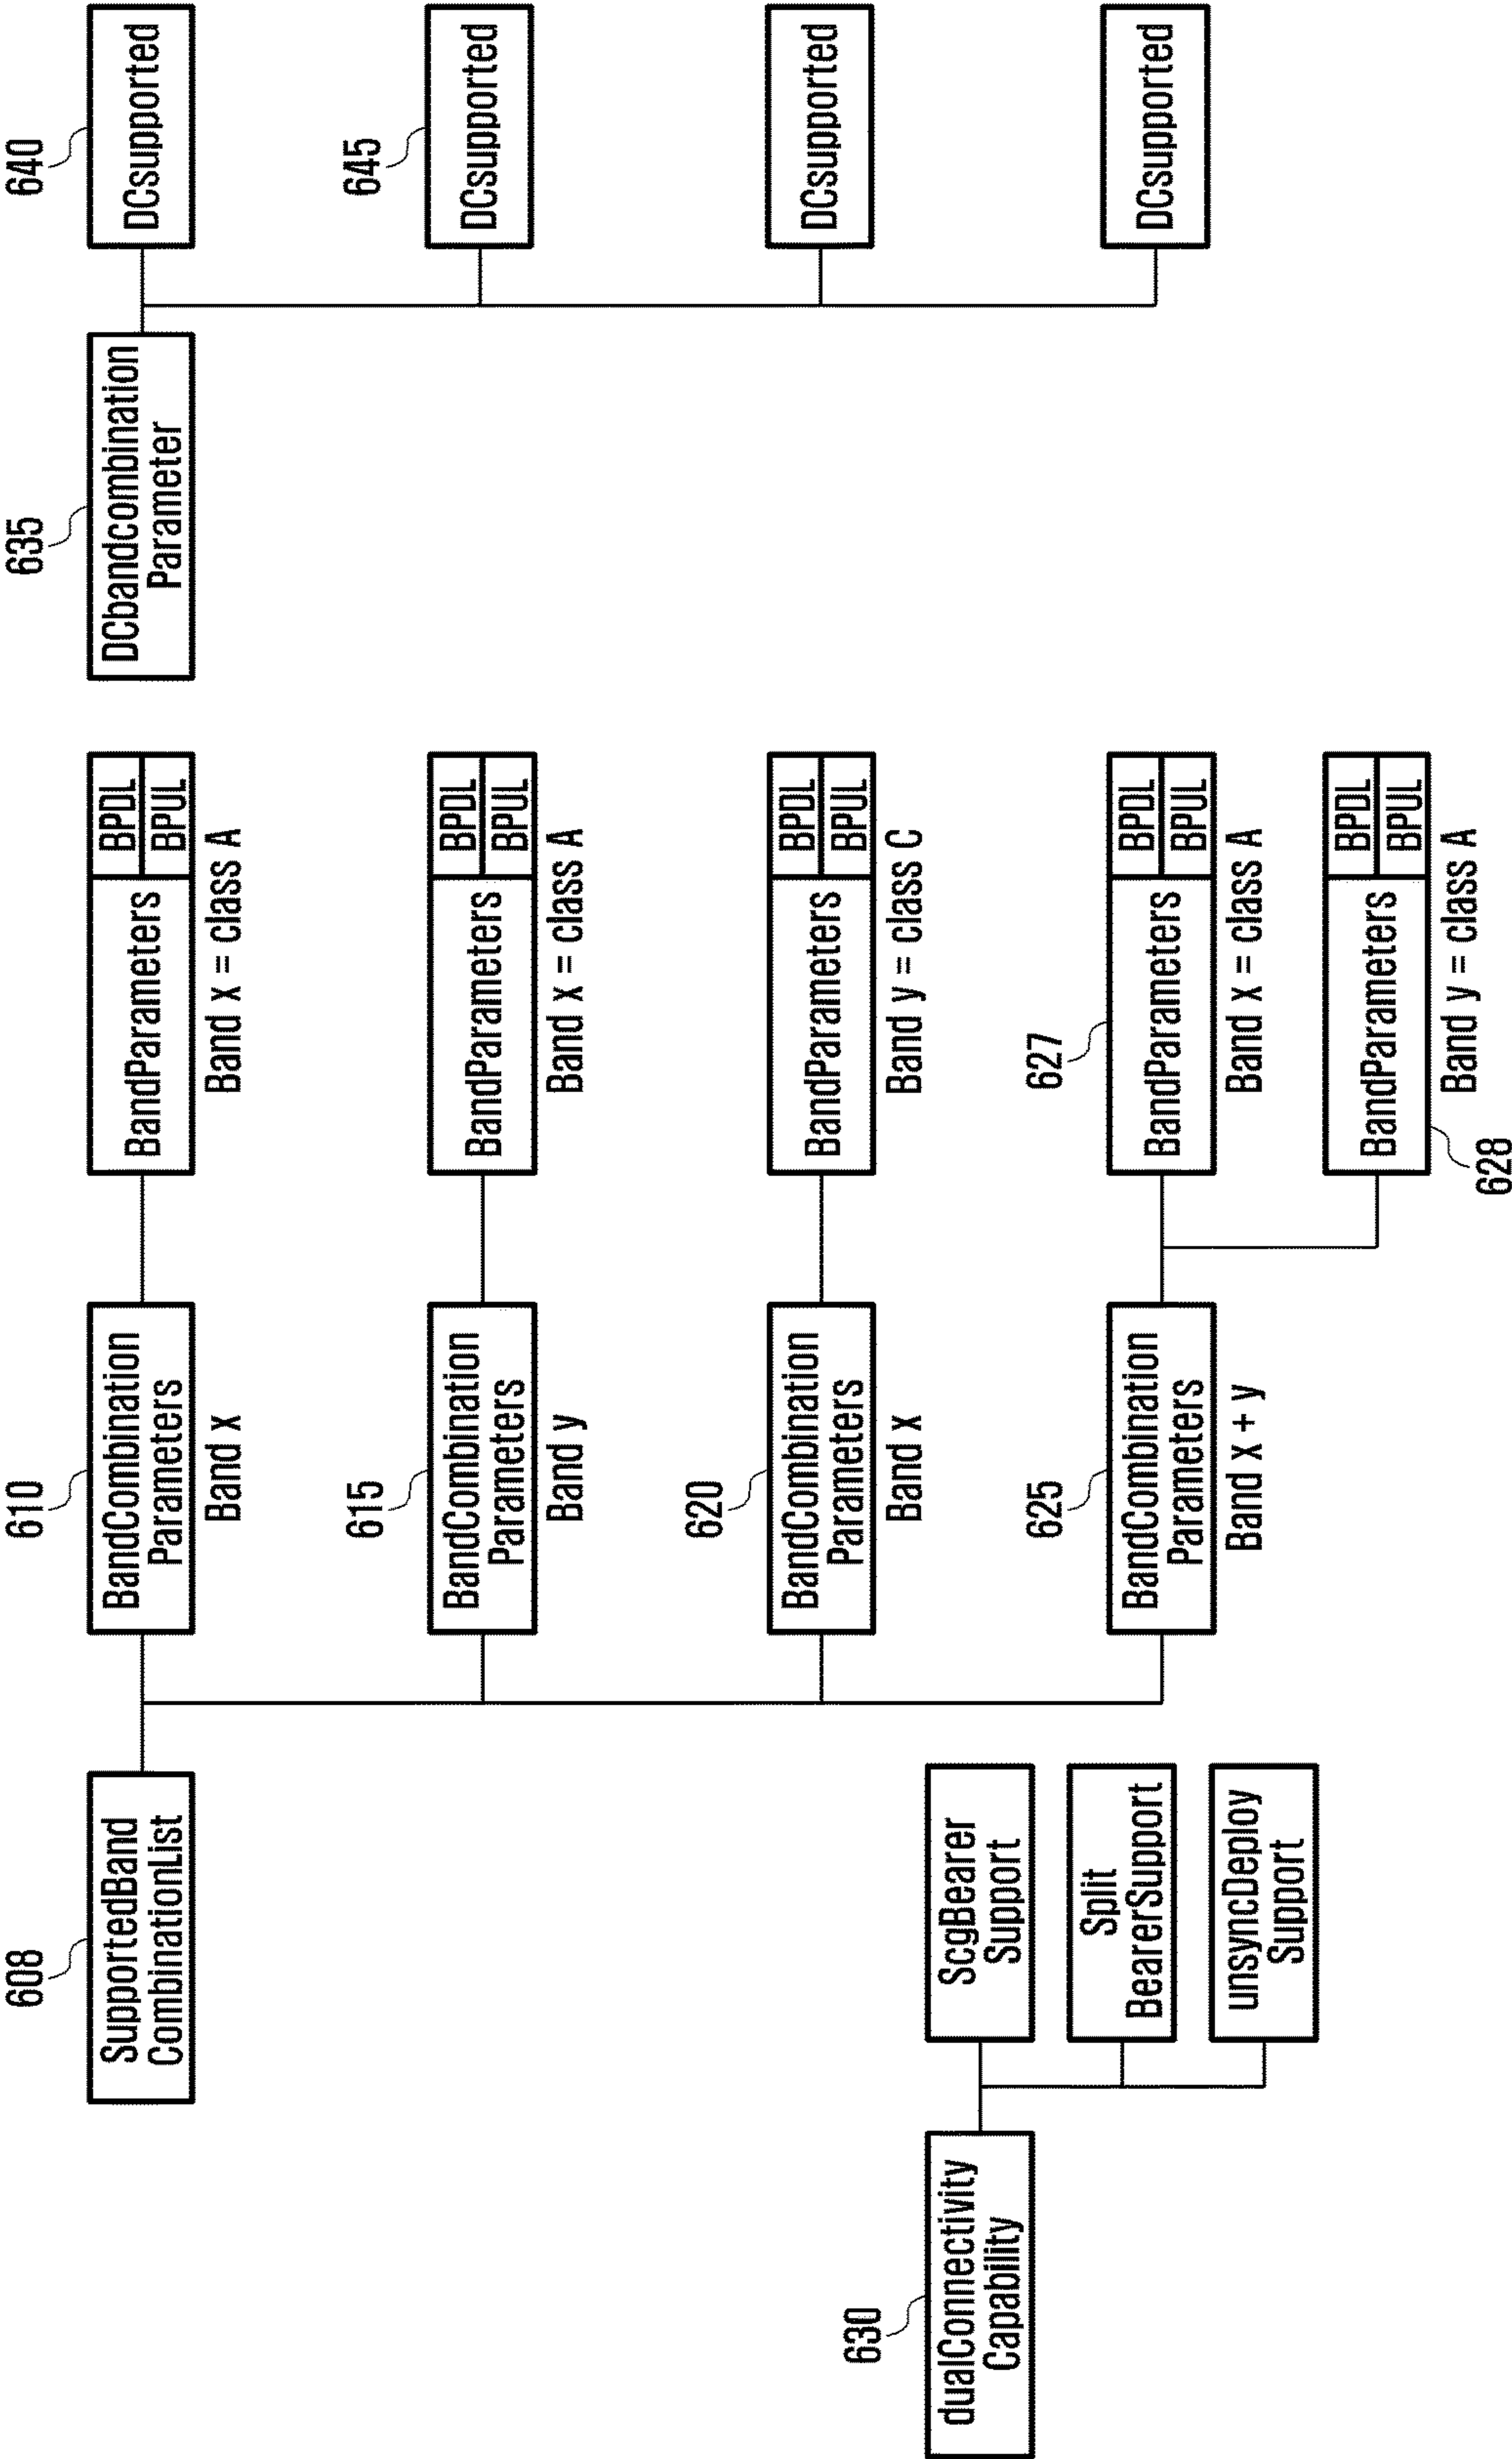 608
SupportedBand
CombinationList
610
BandCombination
Parameters
Band x
BandParameters
BPDL
BPUL
Band x = class A
635
DCbandcombination
Parameter
640
DCsupported
615
BandCombination
Parameters
Band y
BandParameters
BPDL
BPUL
Band x = class A
645
DCsupported
620
BandCombination
Parameters
Band x
BandParameters
BPDL
BPUL
Band y = class C
DCsupported
625
BandCombination
Parameters
Band x + y
627
BandParameters
BPDL
BPUL
Band x = class A
DCsupported
628
BandParameters
BPDL
BPUL
Band y = class A
630
dualConnectivity
Capability
ScgBearer
Support
Split
BearerSupport
unsyncDeploy
Support